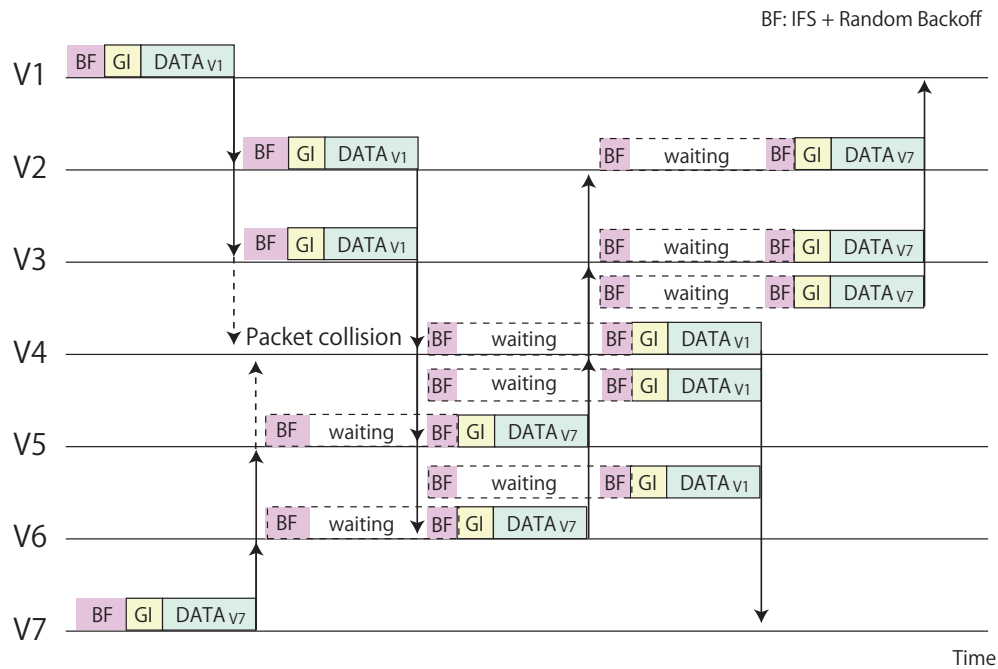 BF: IFS + Random Backoff
V1 BF GI DATA V1
V2 BF GI DATA V1 BF waiting BF GI DATA V7
V3 BF GI DATA V1 BF waiting BF GI DATA V7
BF waiting BF GI DATA V7
V4 Packet collision BF waiting BF GI DATA V1
BF waiting BF GI DATA V1
V5 BF waiting BF GI DATA V7
BF waiting BF GI DATA V1
V6 BF waiting BF GI DATA V7
V7 BF GI DATA V7
Time